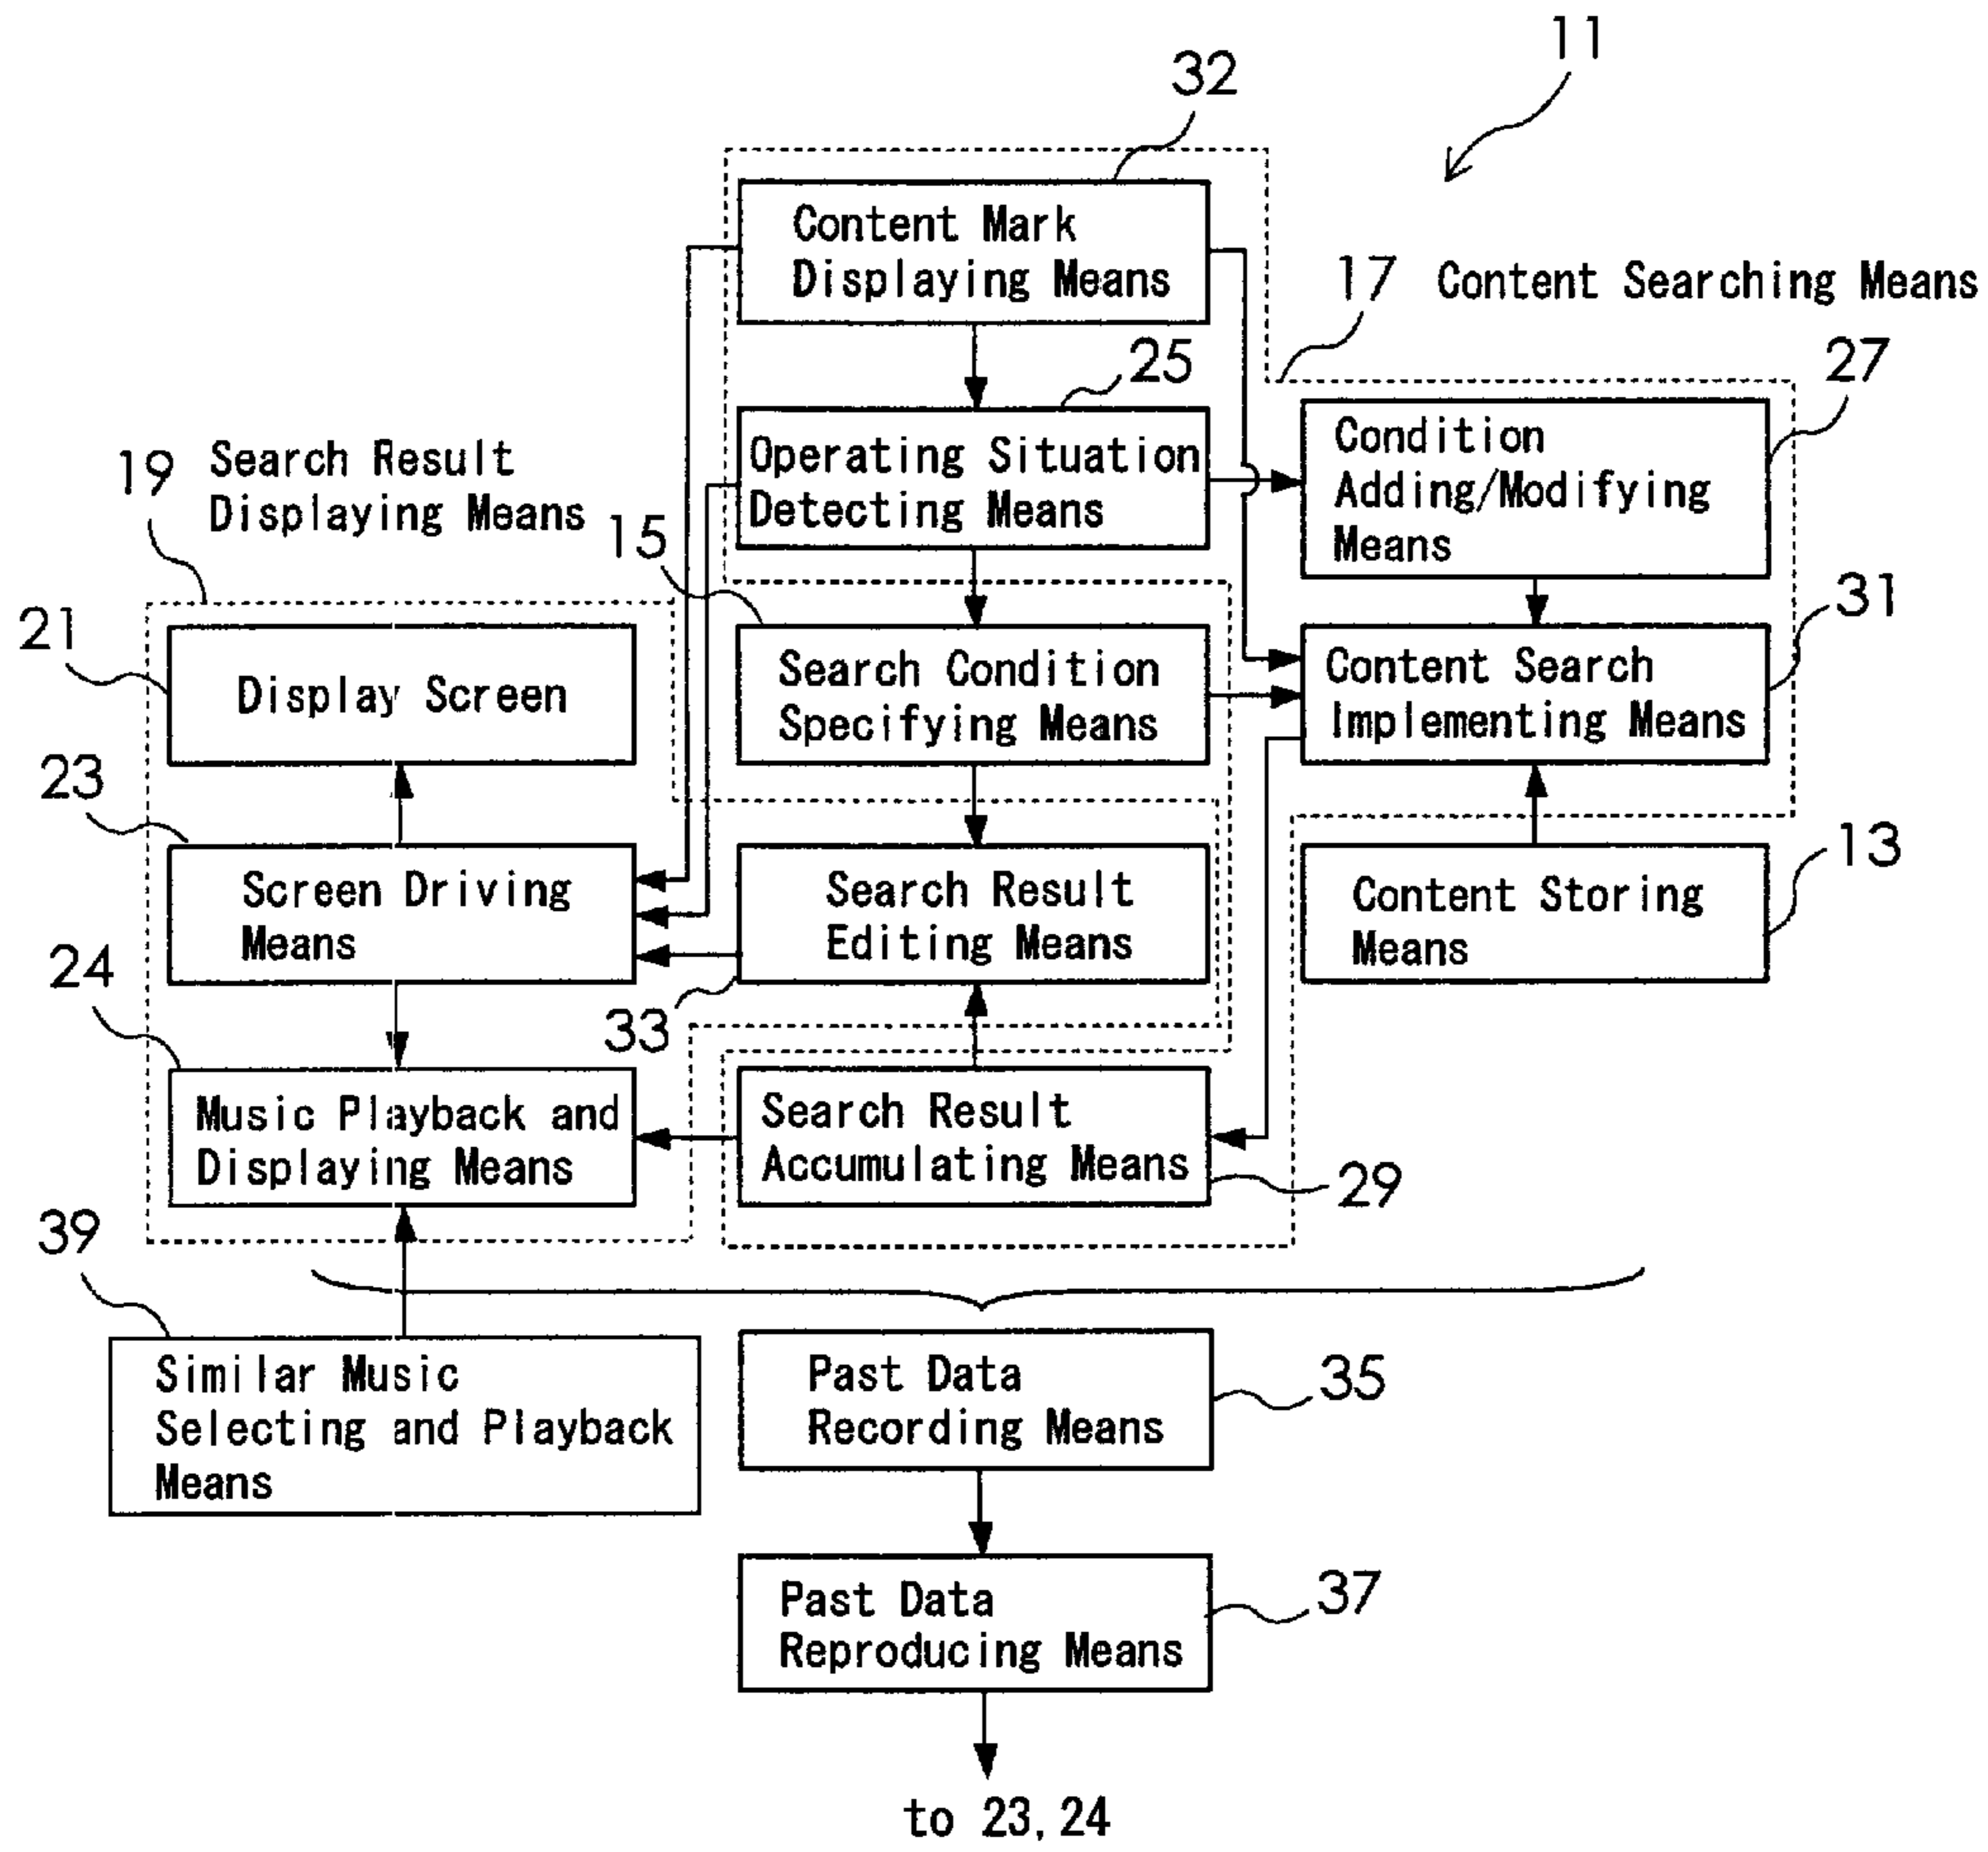 11
32
Content Mark
Displaying Means
17 Content Searching Means
25
27
Operating Situation
Detecting Means
Condition
Adding/Modifying
Means
19 Search Result
Displaying Means
15
21
Display Screen
Search Condition
Specifying Means
31
Content Search
Implementing Means
23
Screen Driving
Means
Search Result
Editing Means
33
13
Content Storing
Means
24
Music Playback and
Displaying Means
Search Result
Accumulating Means
29
39
Similar Music
Selecting and Playback
Means
Past Data
Recording Means
35
Past Data
Reproducing Means
37
to 23, 24